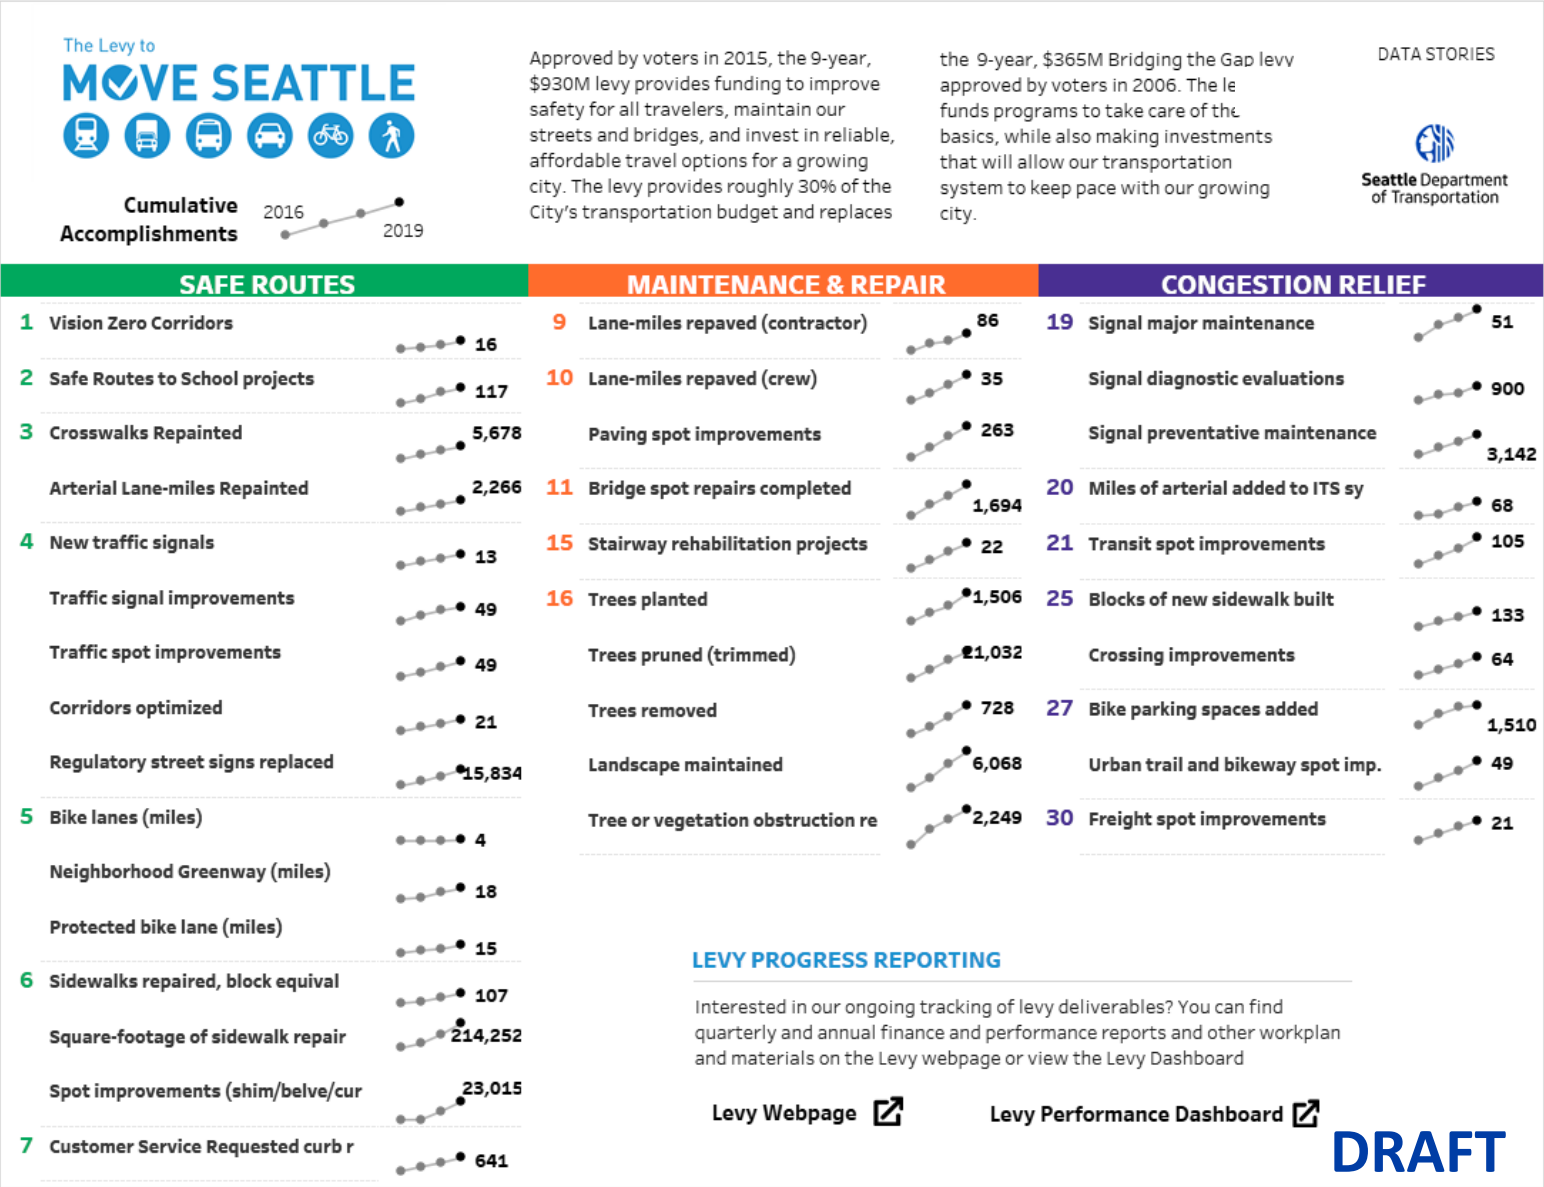 The Levy to
MOVE SEATTLE
Cumulative
Accomplishments
2016
2019
Approved by voters in 2015, the 9-year,
$930M levy provides funding to improve
safety for all travelers, maintain our
streets and bridges, and invest in reliable,
affordable travel options for a growing
city. The levy provides roughly 30% of the
City's transportation budget and replaces
the 9-year, $365M Bridging the Gap levy
approved by voters in 2006. The le
funds programs to take care of the
basics, while also making investments
that will allow our transportation
system to keep pace with our growing
city.
DATA STORIES
Seattle Department
of Transportation
SAFE ROUTES
1 Vision Zero Corridors 16
2 Safe Routes to School projects 117
3 Crosswalks Repainted 5,678
Arterial Lane-miles Repainted 2,266
4 New traffic signals 13
Traffic signal improvements 49
Traffic spot improvements 49
Corridors optimized 21
Regulatory street signs replaced 15,834
5 Bike lanes (miles) 4
Neighborhood Greenway (miles) 18
Protected bike lane (miles) 15
6 Sidewalks repaired, block equival 107
Square-footage of sidewalk repair 214,252
Spot improvements (shim/belve/cur 23,015
7 Customer Service Requested curb r 641
MAINTENANCE & REPAIR
9 Lane-miles repaved (contractor) 86
10 Lane-miles repaved (crew) 35
Paving spot improvements 263
11 Bridge spot repairs completed 1,694
15 Stairway rehabilitation projects 22
16 Trees planted 1,506
Trees pruned (trimmed) 21,032
Trees removed 728
Landscape maintained 6,068
Tree or vegetation obstruction re 2,249
CONGESTION RELIEF
19 Signal major maintenance 51
Signal diagnostic evaluations 900
Signal preventative maintenance 3,142
20 Miles of arterial added to ITS sy 68
21 Transit spot improvements 105
25 Blocks of new sidewalk built 133
Crossing improvements 64
27 Bike parking spaces added 1,510
Urban trail and bikeway spot imp. 49
30 Freight spot improvements 21
LEVY PROGRESS REPORTING
Interested in our ongoing tracking of levy deliverables? You can find
quarterly and annual finance and performance reports and other workplan
and materials on the Levy webpage or view the Levy Dashboard
Levy Webpage
Levy Performance Dashboard
DRAFT